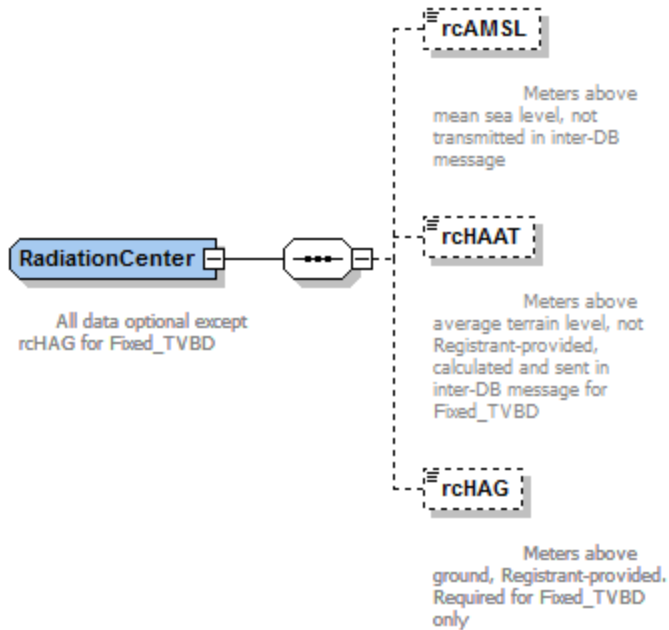 rcAMSL
Meters above
mean sea level, not
transmitted in inter-DB
message
rcHAAT
RadiationCenter
Meters above
average terrain level, not
Registrant-provided,
calculated and sent in
inter-DB message for
Fixed_TVBD
All data optional except
rcHAG for Fixed_TVBD
rcHAG
Meters above
ground, Registrant-provided.
Required for Fixed_TVBD
only